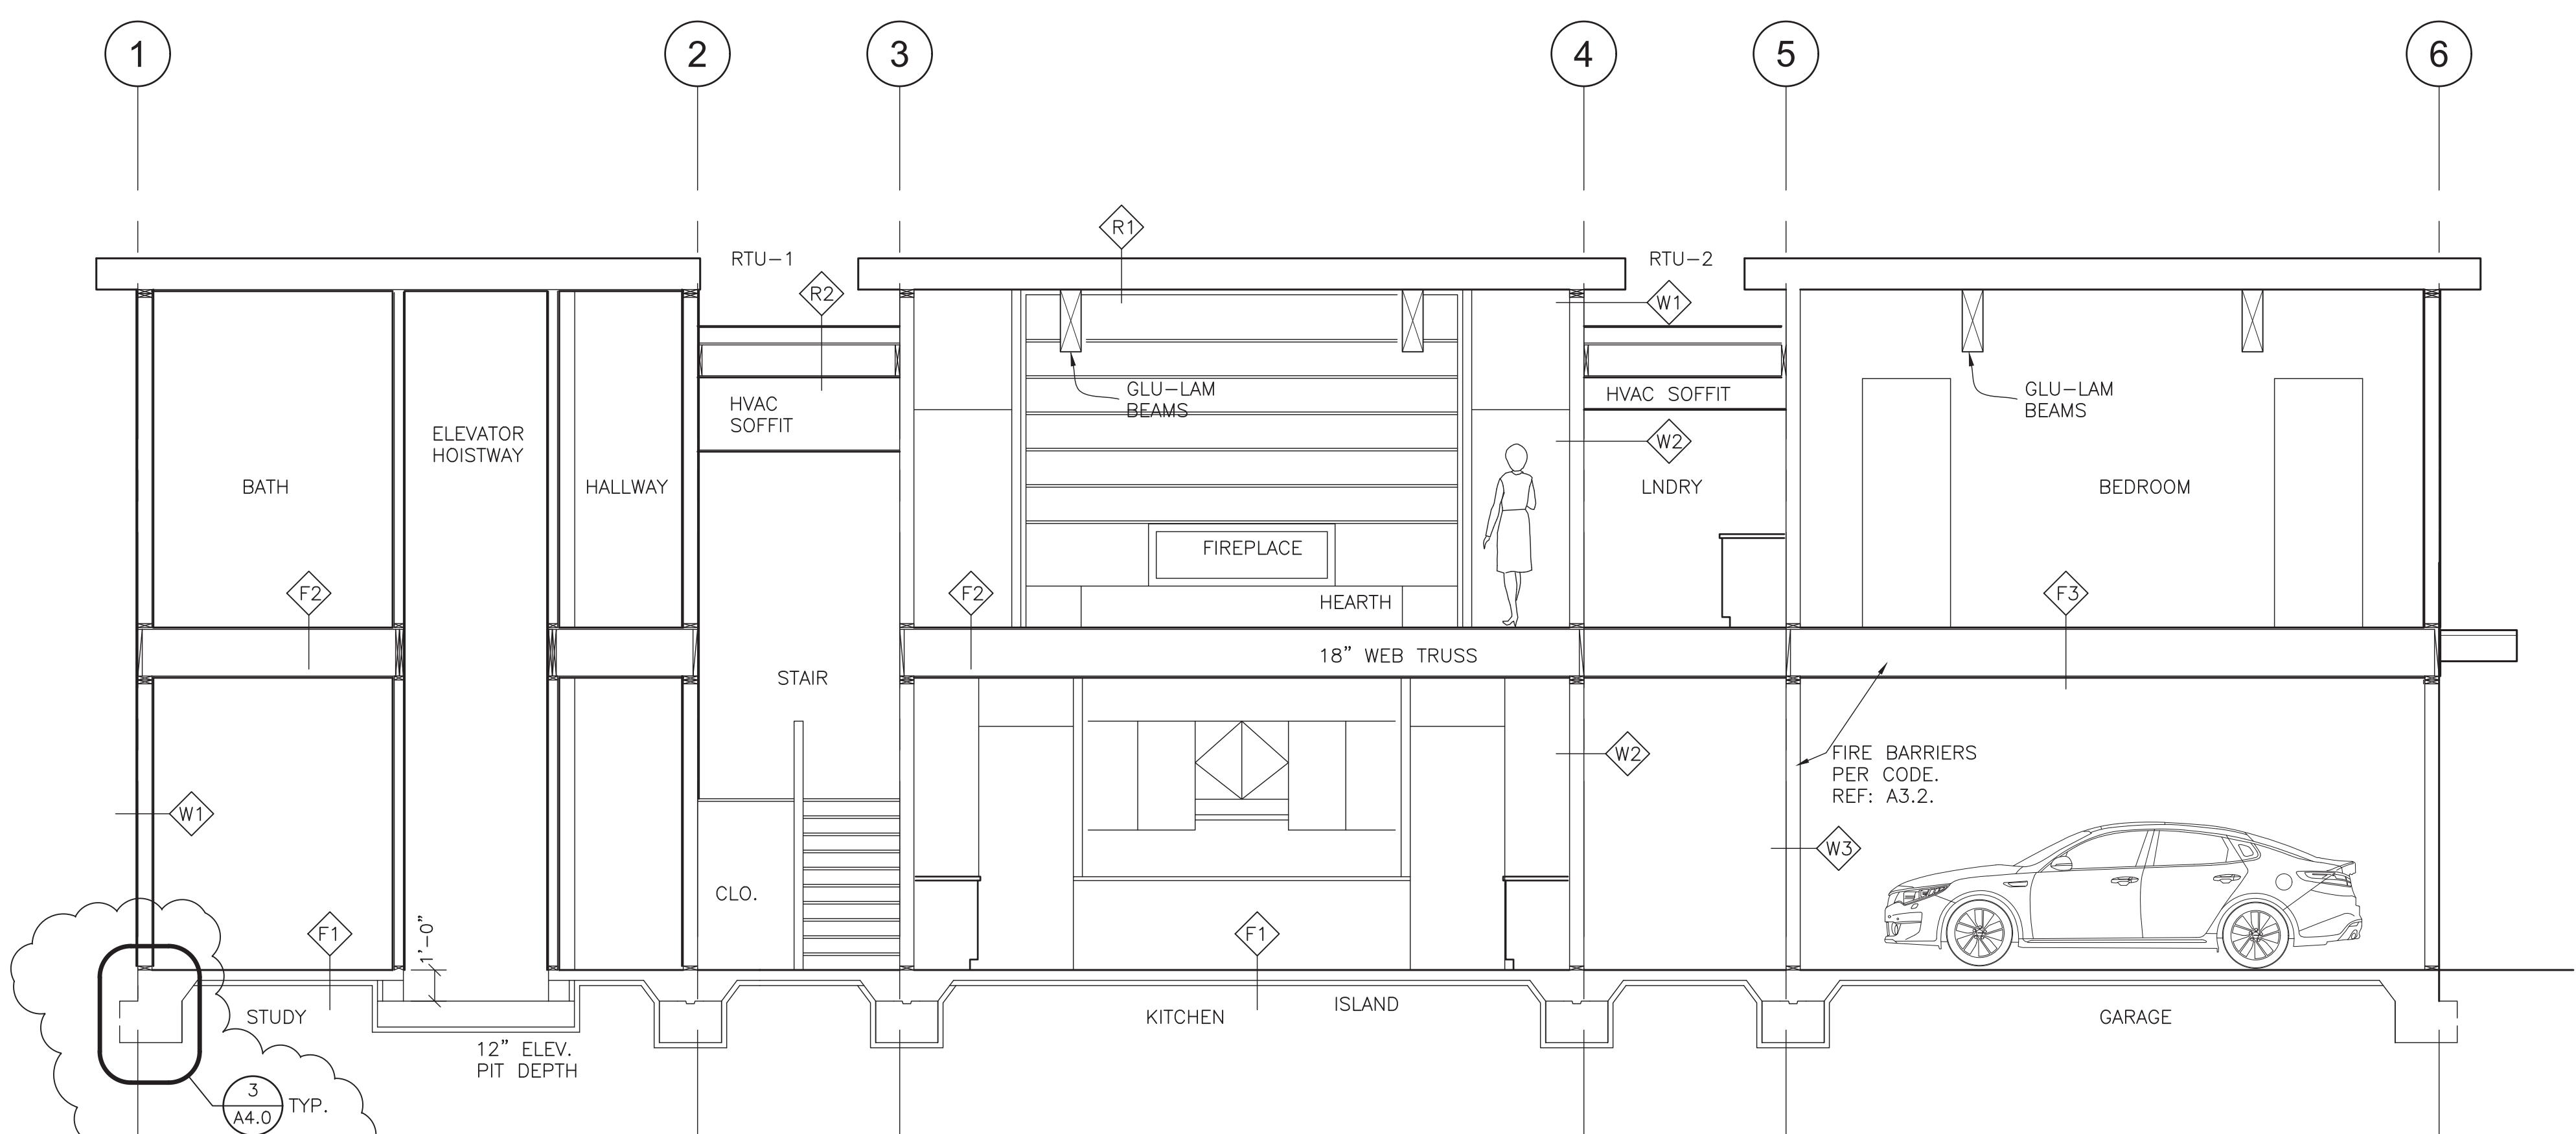 1
2
3
4
5
6
R1
RTU-1
RTU-2
R2
W1
GLU-LAM
BEAMS
GLU-LAM
BEAMS
HVAC SOFFIT
HVAC
SOFFIT
ELEVATOR
HOISTWAY
W2
BATH
HALLWAY
LNDRY
BEDROOM
FIREPLACE
F2
F2
HEARTH
F3
18" WEB TRUSS
STAIR
W2
FIRE BARRIERS
PER CODE.
REF: A3.2.
W1
W3
CLO.
F1
1'-0"
F1
STUDY
KITCHEN
ISLAND
GARAGE
12" ELEV.
PIT DEPTH
3
A4.0
TYP.